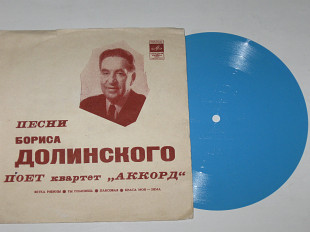 ПЕСНИ
БОРИСА
ДОЛИНСКОГО
ПОЕТ квартет „АККОРД“